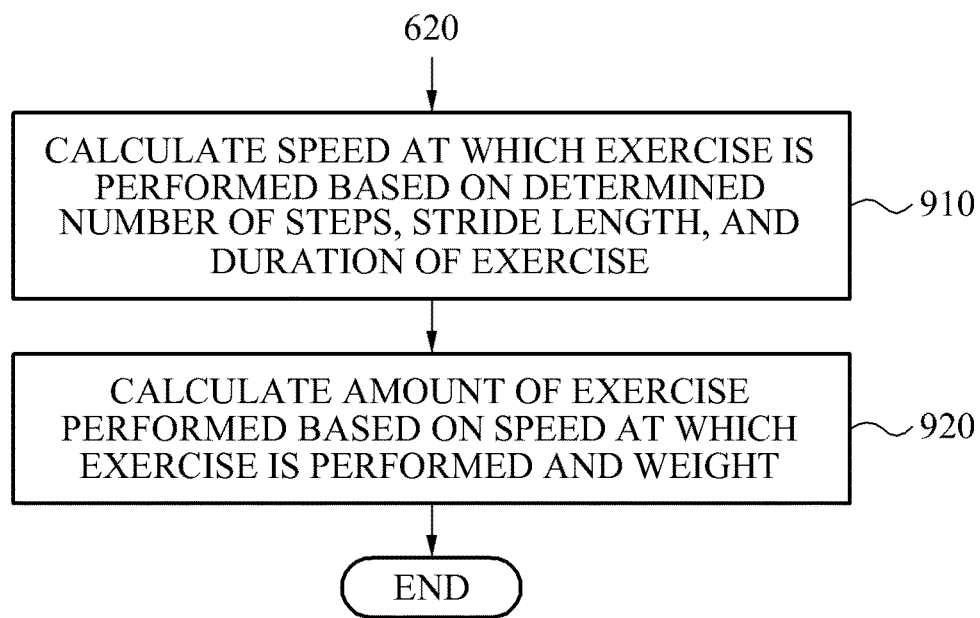 620
CALCULATE SPEED AT WHICH EXERCISE IS
PERFORMED BASED ON DETERMINED
NUMBER OF STEPS, STRIDE LENGTH, AND
DURATION OF EXERCISE
910
CALCULATE AMOUNT OF EXERCISE
PERFORMED BASED ON SPEED AT WHICH
EXERCISE IS PERFORMED AND WEIGHT
920
END